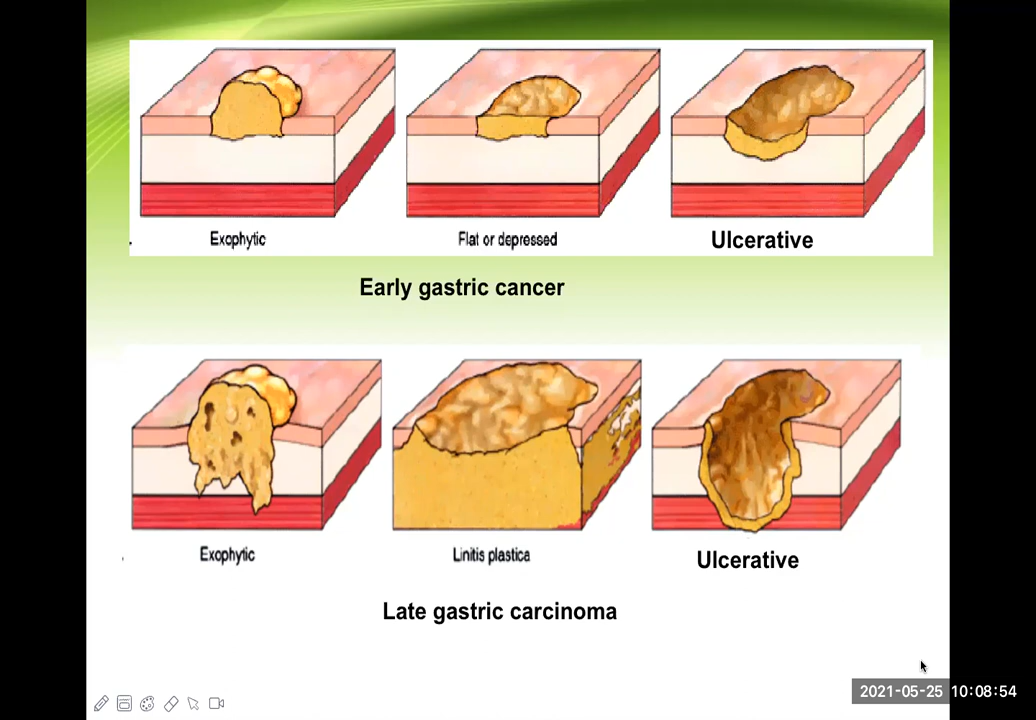 Exophytic
Flat or depressed
Ulcerative
Early gastric cancer
Exophytic
Linitis plastica
Ulcerative
Late gastric carcinoma
2021-05-25 10:08:54